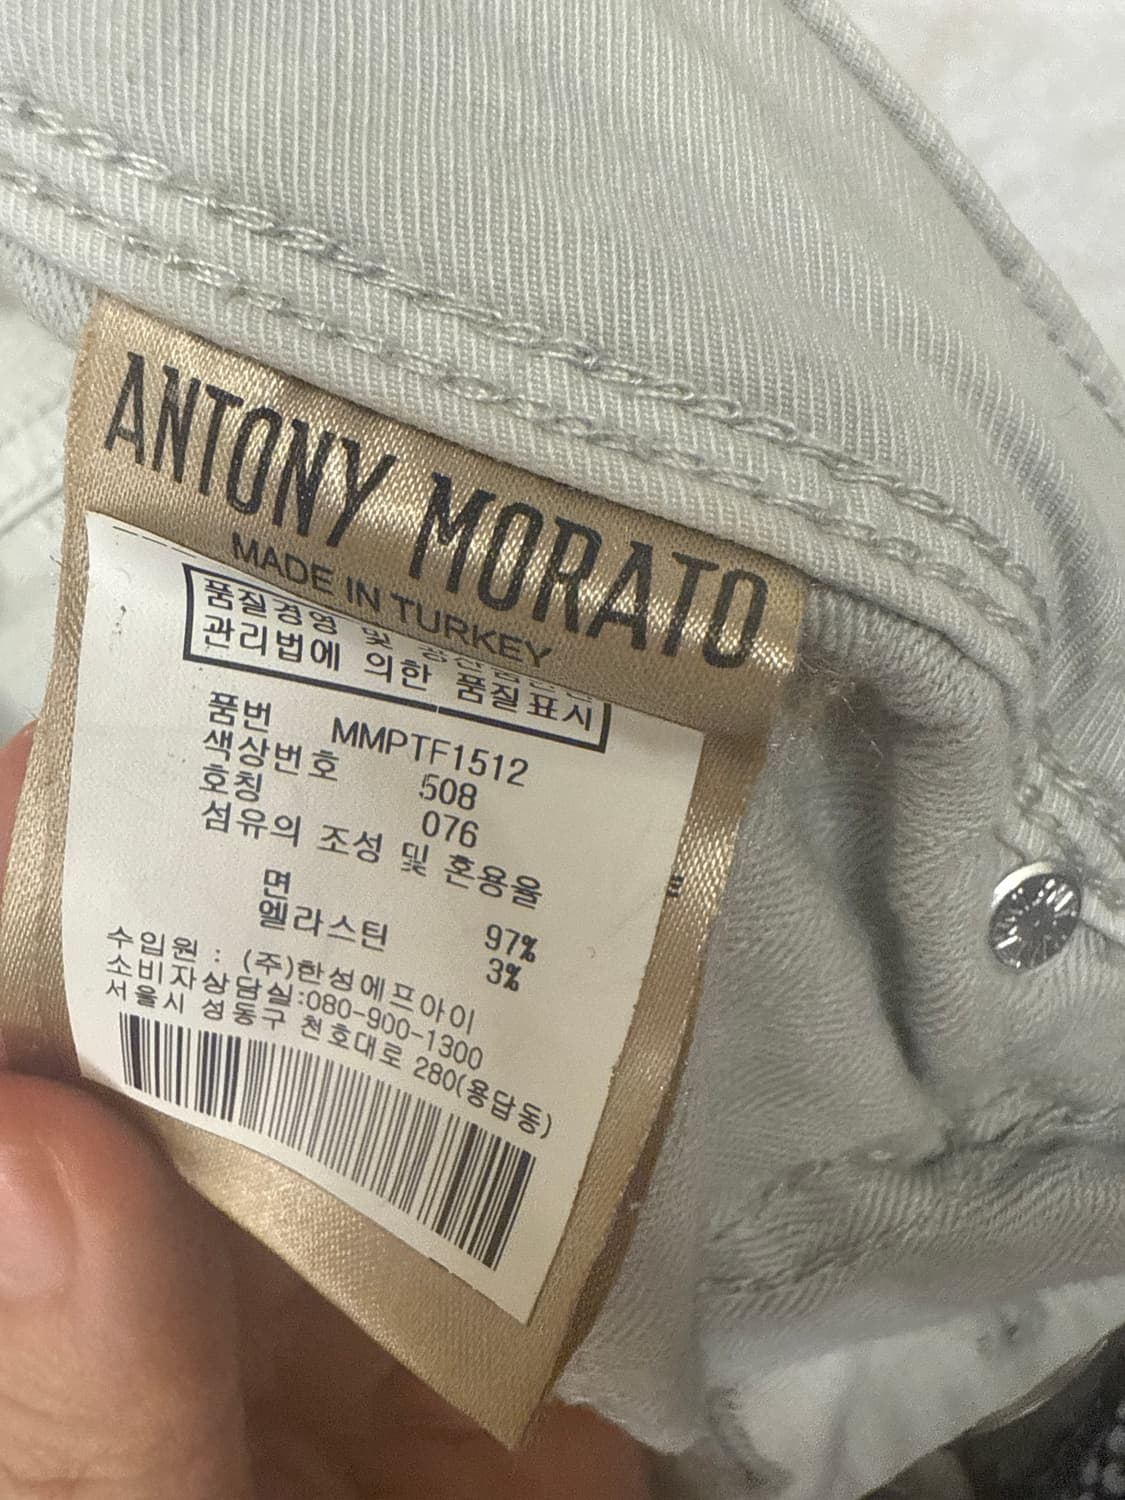 ANTONY MORATO
MADE IN TURKEY
품질경영 및
관리법에 의한 품질표시
품번 MMPTF1512
색상번호 508
호칭 076
섬유의 조성 및 혼용율
면 97%
엘라스틴 3%
수입원 : (주)한성에프아이
소비자상담실:080-900-1300
서울시 성동구 천호대로 280(용답동)